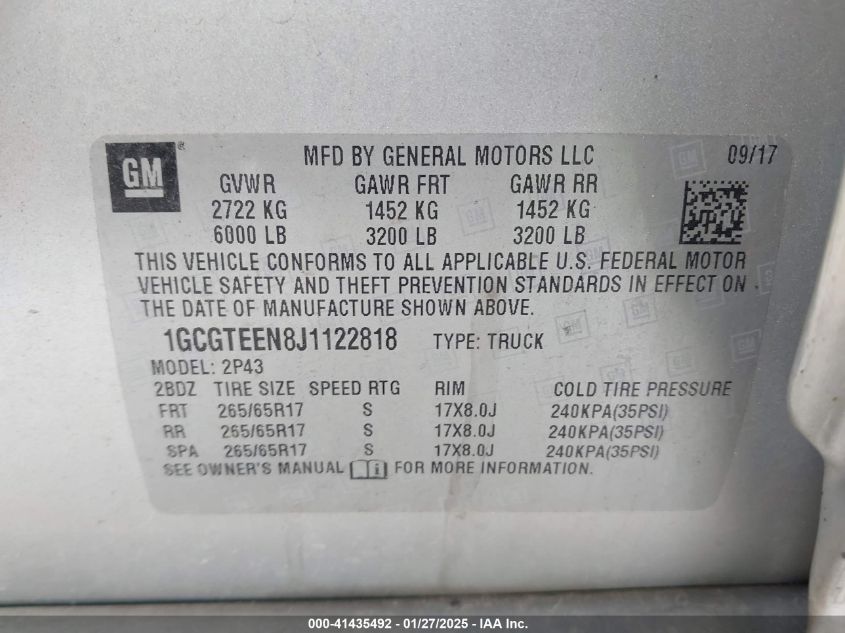 GM ®
MFD BY GENERAL MOTORS LLC 09/17
GVWR GAWR FRT GAWR RR
2722 KG 1452 KG 1452 KG
6000 LB 3200 LB 3200 LB
THIS VEHICLE CONFORMS TO ALL APPLICABLE U.S. FEDERAL MOTOR
VEHICLE SAFETY AND THEFT PREVENTION STANDARDS IN EFFECT ON
THE DATE OF MANUFACTURE SHOWN ABOVE.
1GCGTEEN8J1122818 TYPE: TRUCK
MODEL: 2P43
2BDZ TIRE SIZE SPEED RTG RIM COLD TIRE PRESSURE
FRT 265/65R17 S 17X8.0J 240KPA(35PSI)
RR 265/65R17 S 17X8.0J 240KPA(35PSI)
SPA 265/65R17 S 17X8.0J 240KPA(35PSI)
SEE OWNER'S MANUAL FOR MORE INFORMATION.
000-41435492 - 01/27/2025 - IAA Inc.